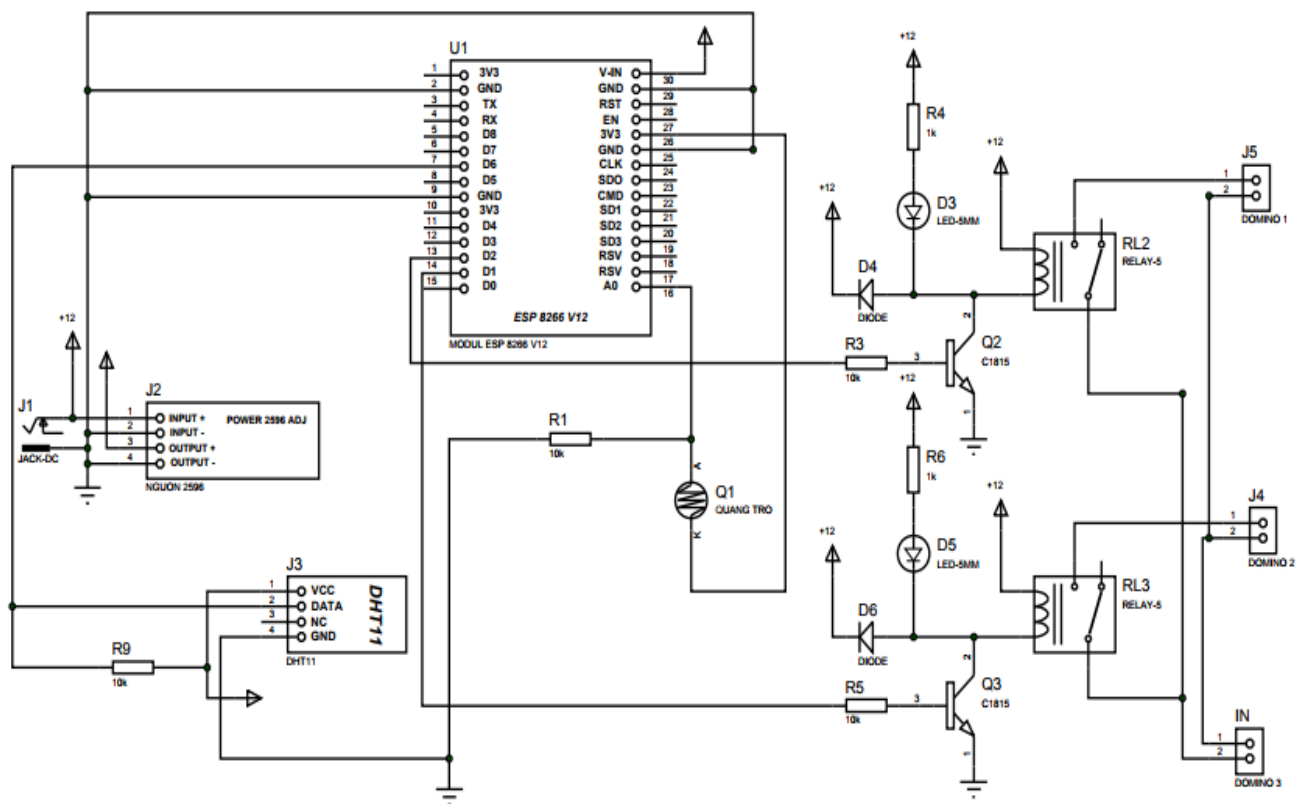 U1
1 3V3 V-IN 30
2 GND GND 29
3 TX RST 28
4 RX EN 27
5 D8 3V3 26
6 D7 GND 25
7 D6 CLK 24
8 D5 SDO 23
9 GND CMD 22
10 3V3 SD1 21
11 D4 SD2 20
12 D3 SD3 19
13 D2 RSV 18
14 D1 RSV 17
15 D0 A0 16
ESP 8266 V12
MODUL ESP 8266 V12
+12
J1
JACK-DC
J2
1 INPUT +
2 INPUT -
3 OUTPUT +
4 OUTPUT -
POWER 2596 ADJ
NGUỒN 2596
J3
1 VCC
2 DATA
3 NC
4 GND
DHT11
DHT11
R9
10k
R1
10k
A
Q1
QUANG TRO
K
+12
R4
1k
+12
D3
LED-5MM
+12
D4
DIODE
R3
10k
2
3
1
Q2
C1815
RL2
RELAY-5
+12
R6
1k
+12
D5
LED-5MM
+12
D6
DIODE
R5
10k
2
3
1
Q3
C1815
RL3
RELAY-5
J5
1
2
DOMINO 1
J4
1
2
DOMINO 2
IN
1
2
DOMINO 3